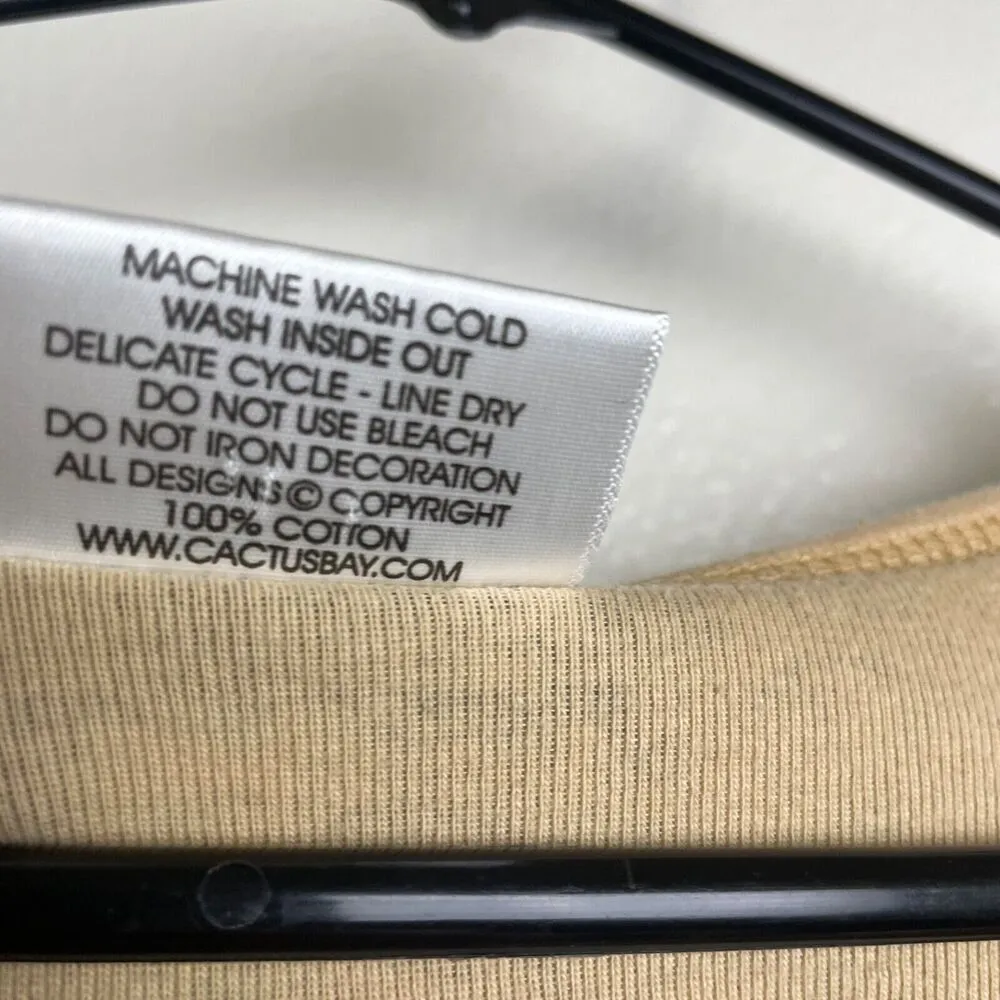 MACHINE WASH COLD
WASH INSIDE OUT
DELICATE CYCLE - LINE DRY
DO NOT USE BLEACH
DO NOT IRON DECORATION
ALL DESIGNS © COPYRIGHT
100% COTTON
WWW.CACTUSBAY.COM